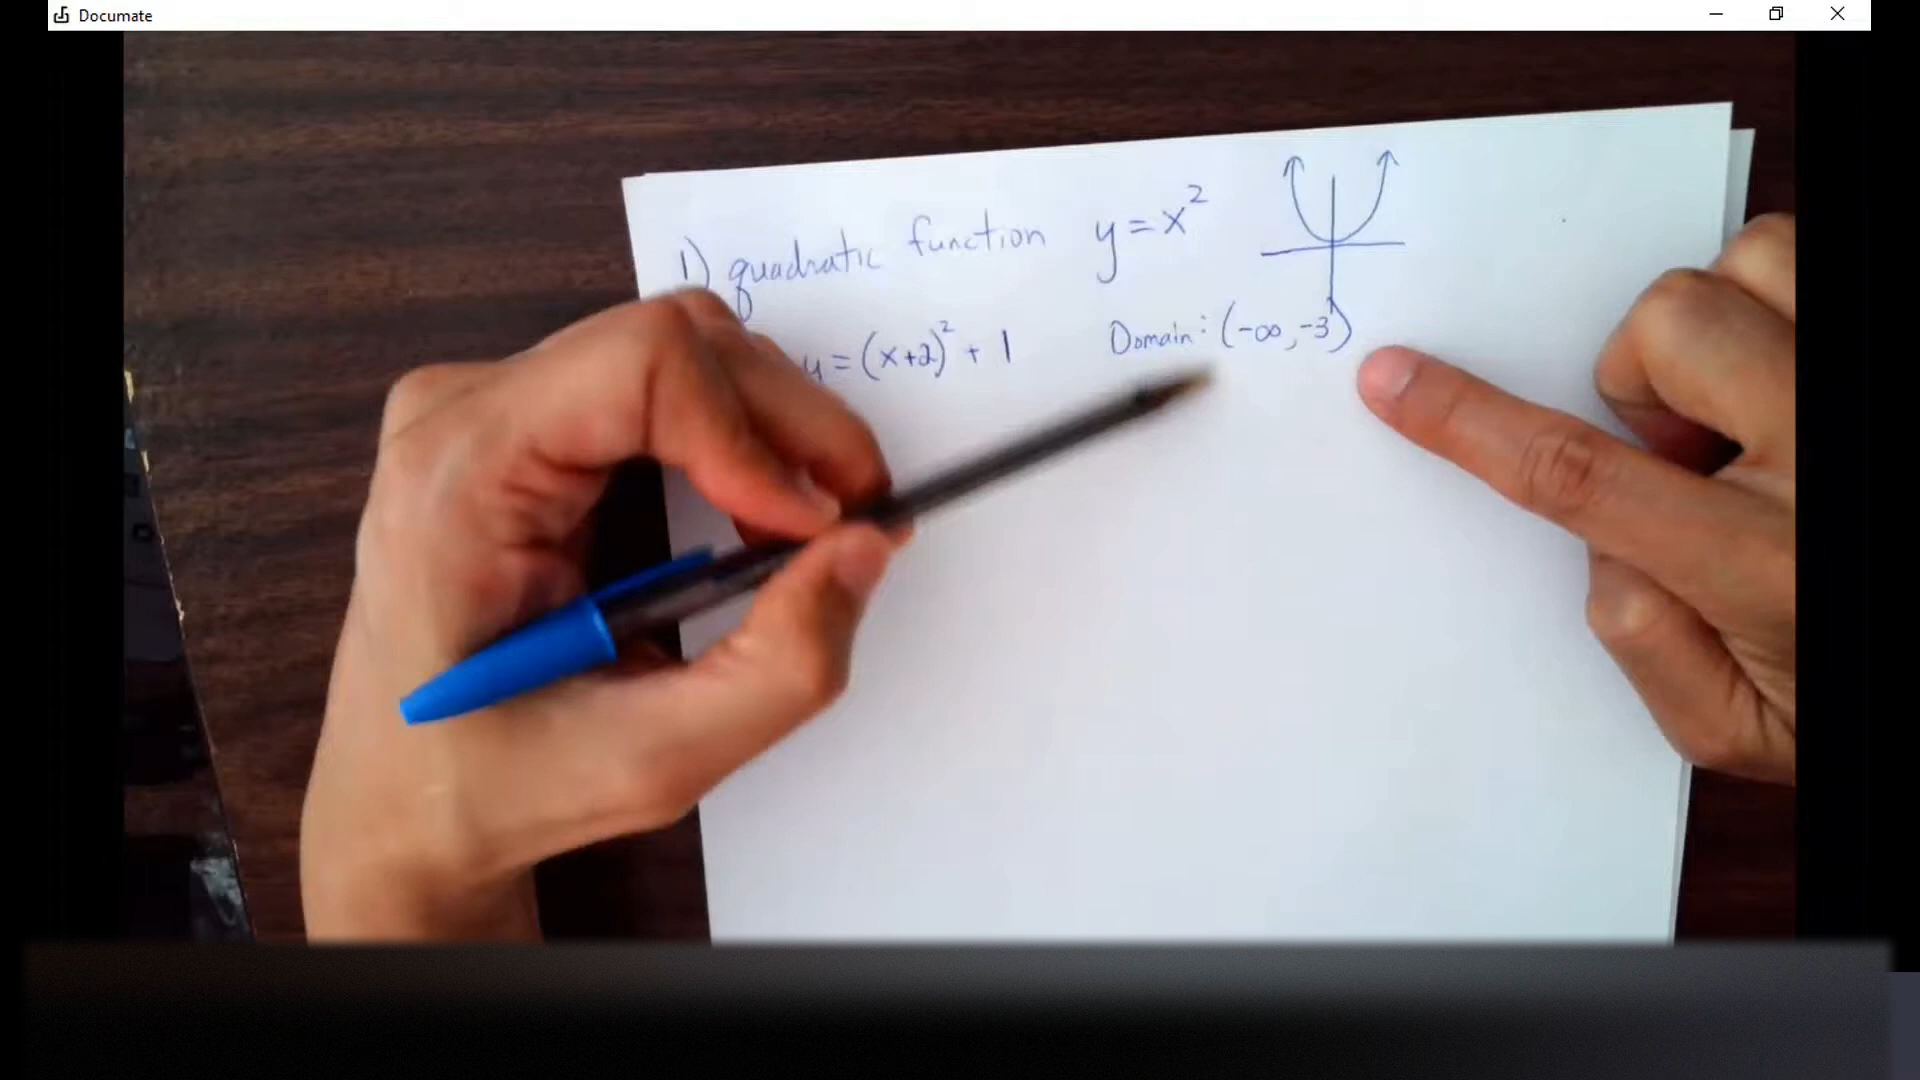 Documate
1) quadratic function y = x²
y = (x+2)² + 1 Domain: (-∞, -3)